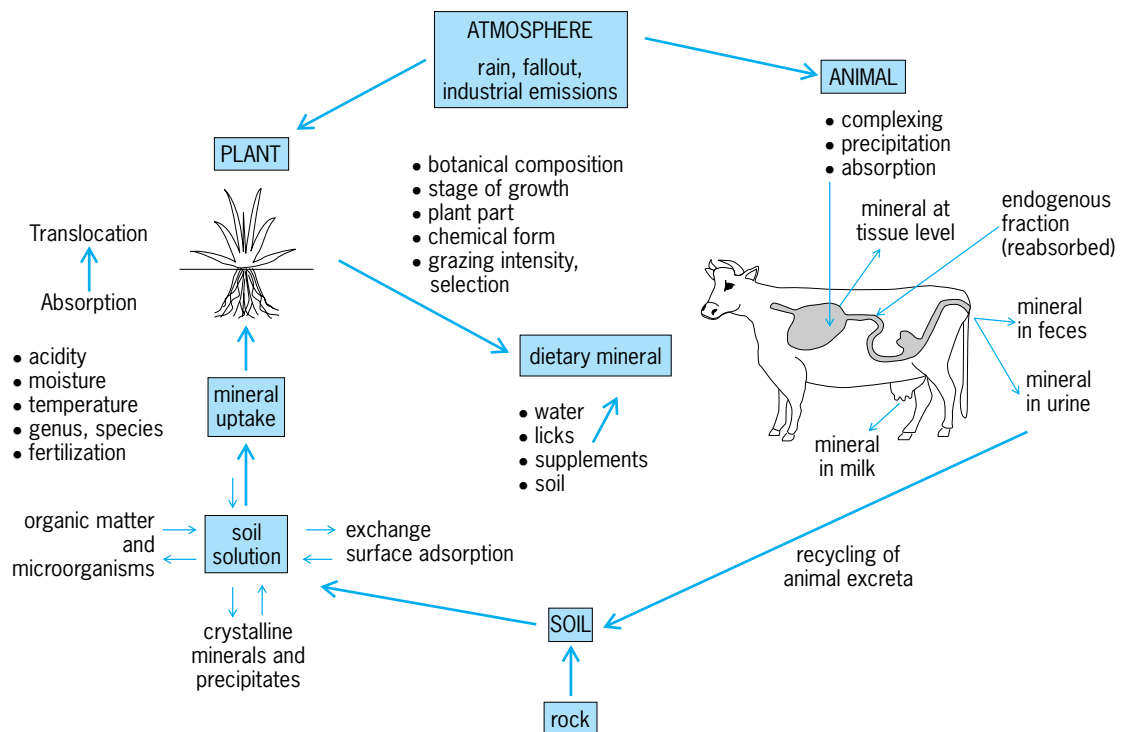 ATMOSPHERE
rain, fallout,
industrial emissions
ANIMAL
• complexing
• precipitation
• absorption
PLANT
• botanical composition
• stage of growth
• plant part
• chemical form
• grazing intensity,
selection
mineral at
tissue level
endogenous
fraction
(reabsorbed)
Translocation
Absorption
mineral
in feces
mineral
in urine
mineral
in milk
dietary mineral
• water
• licks
• supplements
• soil
• acidity
• moisture
• temperature
• genus, species
• fertilization
mineral
uptake
organic matter
and
microorganisms
soil
solution
exchange
surface adsorption
crystalline
minerals and
precipitates
recycling of
animal excreta
SOIL
rock